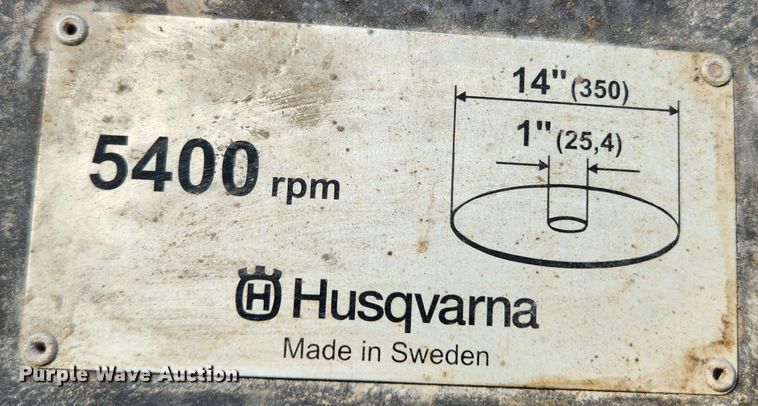 14" (350)
1" (25,4)
5400 rpm
H Husqvarna
Made in Sweden
Purple Wave Auction